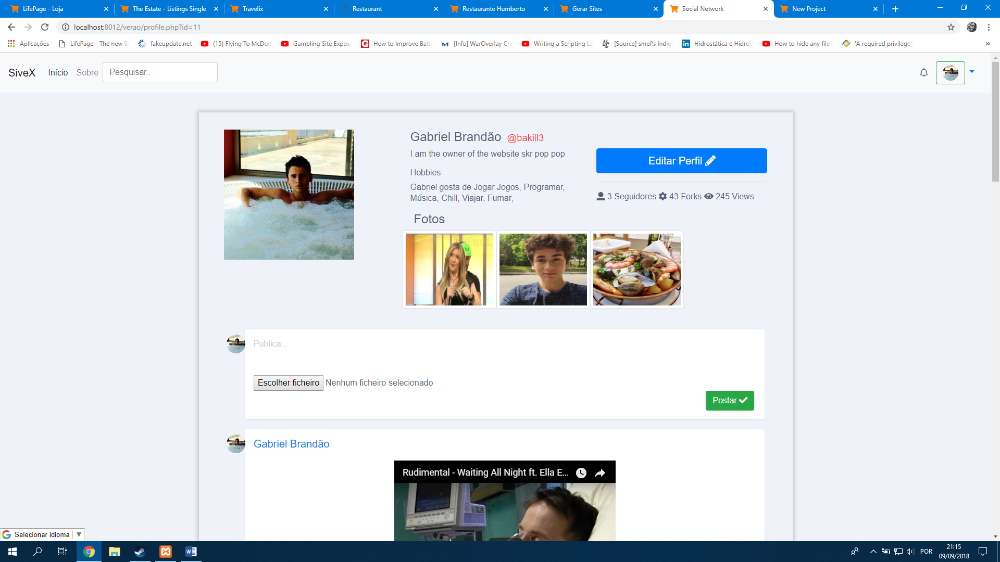 LifePage - Loja
The Estate - Listings Single
Travelix
Restaurant
Restaurante Humberto
Gerar Sites
Social Network
New Project
localhost:8012/verao/profile.php?id=11
Aplicações
LifePage - The new S
fakeupdate.net
(15) Flying To McDon
Gambling Site Expose
How to Improve Batt
[Info] WarOverlay Cra
Writing a Scripting La
[Source] smef's Indig
Hidrostática e Hidrod
How to hide any file
'A required privilege
»
SiveX
Início
Sobre
Pesquisar..
Gabriel Brandão @bakill3
I am the owner of the website skr pop pop
Hobbies
Gabriel gosta de Jogar Jogos, Programar,
Música, Chill, Viajar, Fumar,
Editar Perfil
3 Seguidores 43 Forks 245 Views
Fotos
Publica...
Escolher ficheiro Nenhum ficheiro selecionado
Postar
Gabriel Brandão
Rudimental - Waiting All Night ft. Ella E...
Selecionar idioma
POR
21:15
09/09/2018